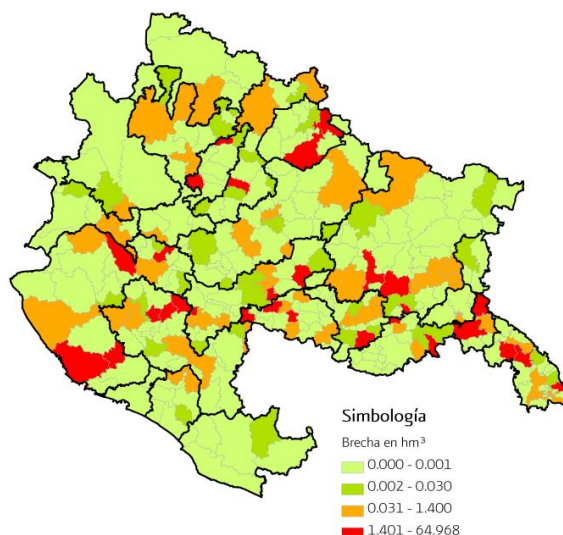 Simbología
Brecha en hm³
0.000 - 0.001
0.002 - 0.030
0.031 - 1.400
1.401 - 64.968